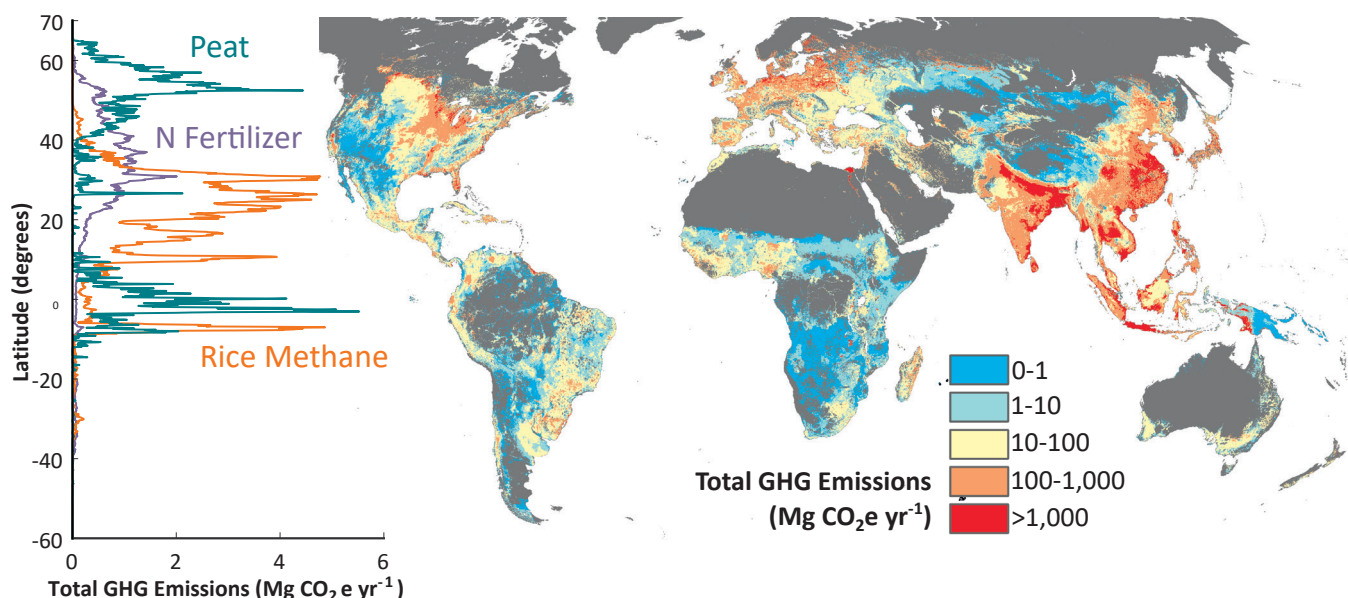 70
60
40
20
0
-20
-40
-60
Latitude (degrees)
Peat
N Fertilizer
Rice Methane
0 2 4 6
Total GHG Emissions (Mg CO₂ e yr⁻¹)
Total GHG Emissions
(Mg CO₂e yr⁻¹)
0-1
1-10
10-100
100-1,000
>1,000